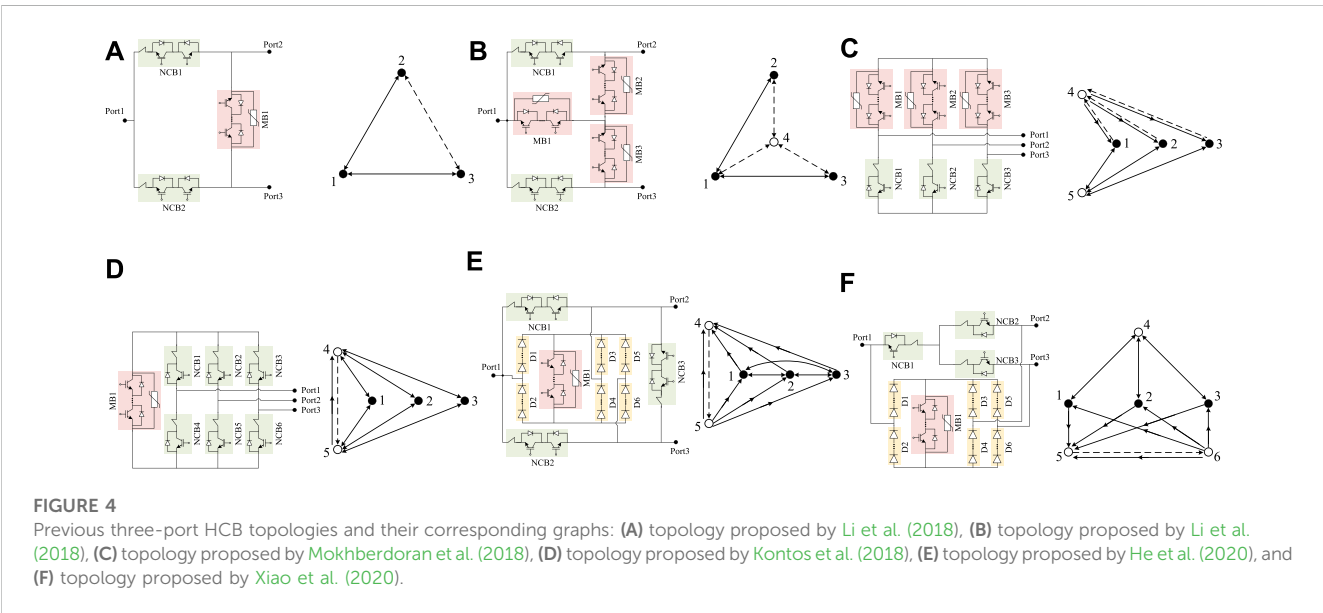 A
NCB1
Port2
Port1
MB1
NCB2
Port3
2
1
3
B
NCB1
Port2
MB2
Port1
MB1
MB3
NCB2
Port3
2
4
1
3
C
MB1
MB2
MB3
Port1
Port2
Port3
NCB1
NCB2
NCB3
4
1
2
3
5
D
MB1
NCB1
NCB2
NCB3
Port1
Port2
Port3
NCB4
NCB5
NCB6
4
1
2
3
5
E
Port2
NCB1
D1
D3
D5
Port1
MB1
NCB3
D2
D4
D6
NCB2
Port3
4
1
2
3
5
F
Port1
NCB2
Port2
NCB1
NCB3
Port3
D1
D3
D5
MB1
D2
D4
D6
4
1
2
3
5
6
FIGURE 4
Previous three-port HCB topologies and their corresponding graphs: (A) topology proposed by Li et al. (2018), (B) topology proposed by Li et al.
(2018), (C) topology proposed by Mokhberdoran et al. (2018), (D) topology proposed by Kontos et al. (2018), (E) topology proposed by He et al. (2020), and
(F) topology proposed by Xiao et al. (2020).